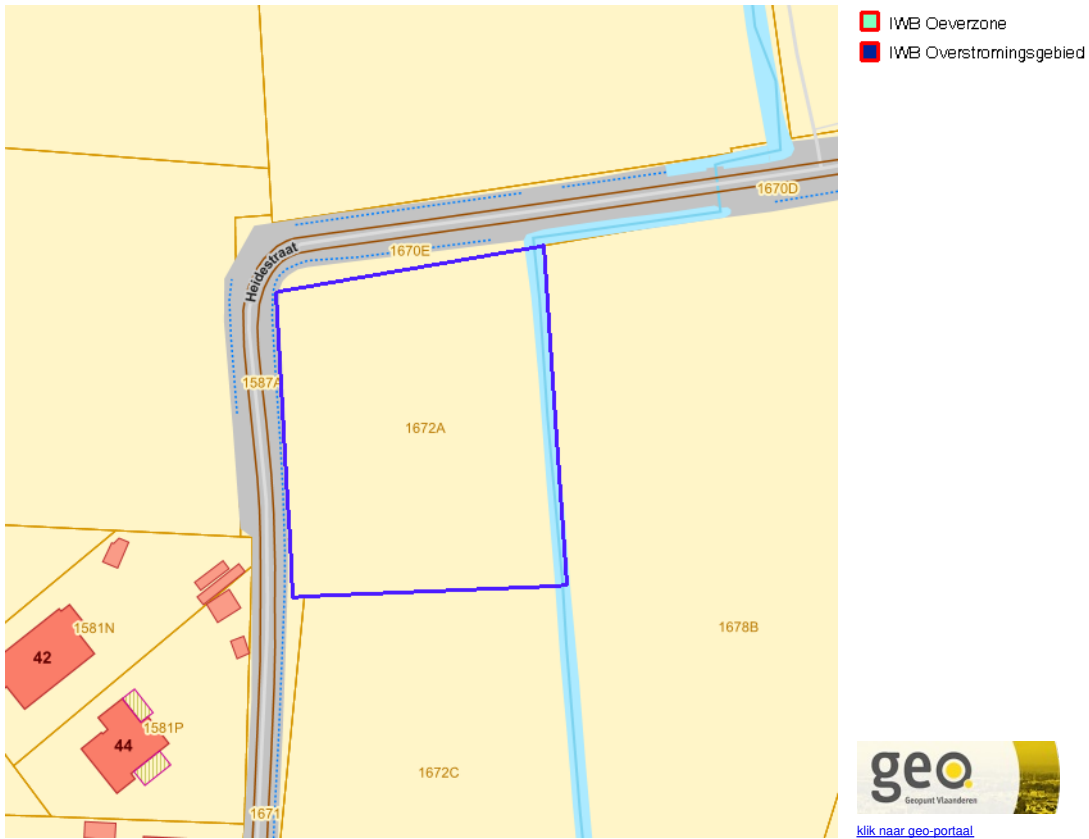 IWB Oeverzone
IWB Overstromingsgebied
1670D
1670E
Heidestraat
1587A
1672A
1581N
42
1678B
1581P
44
1672C
1671
geo
Geopunt Vlaanderen
klik naar geo-portaal